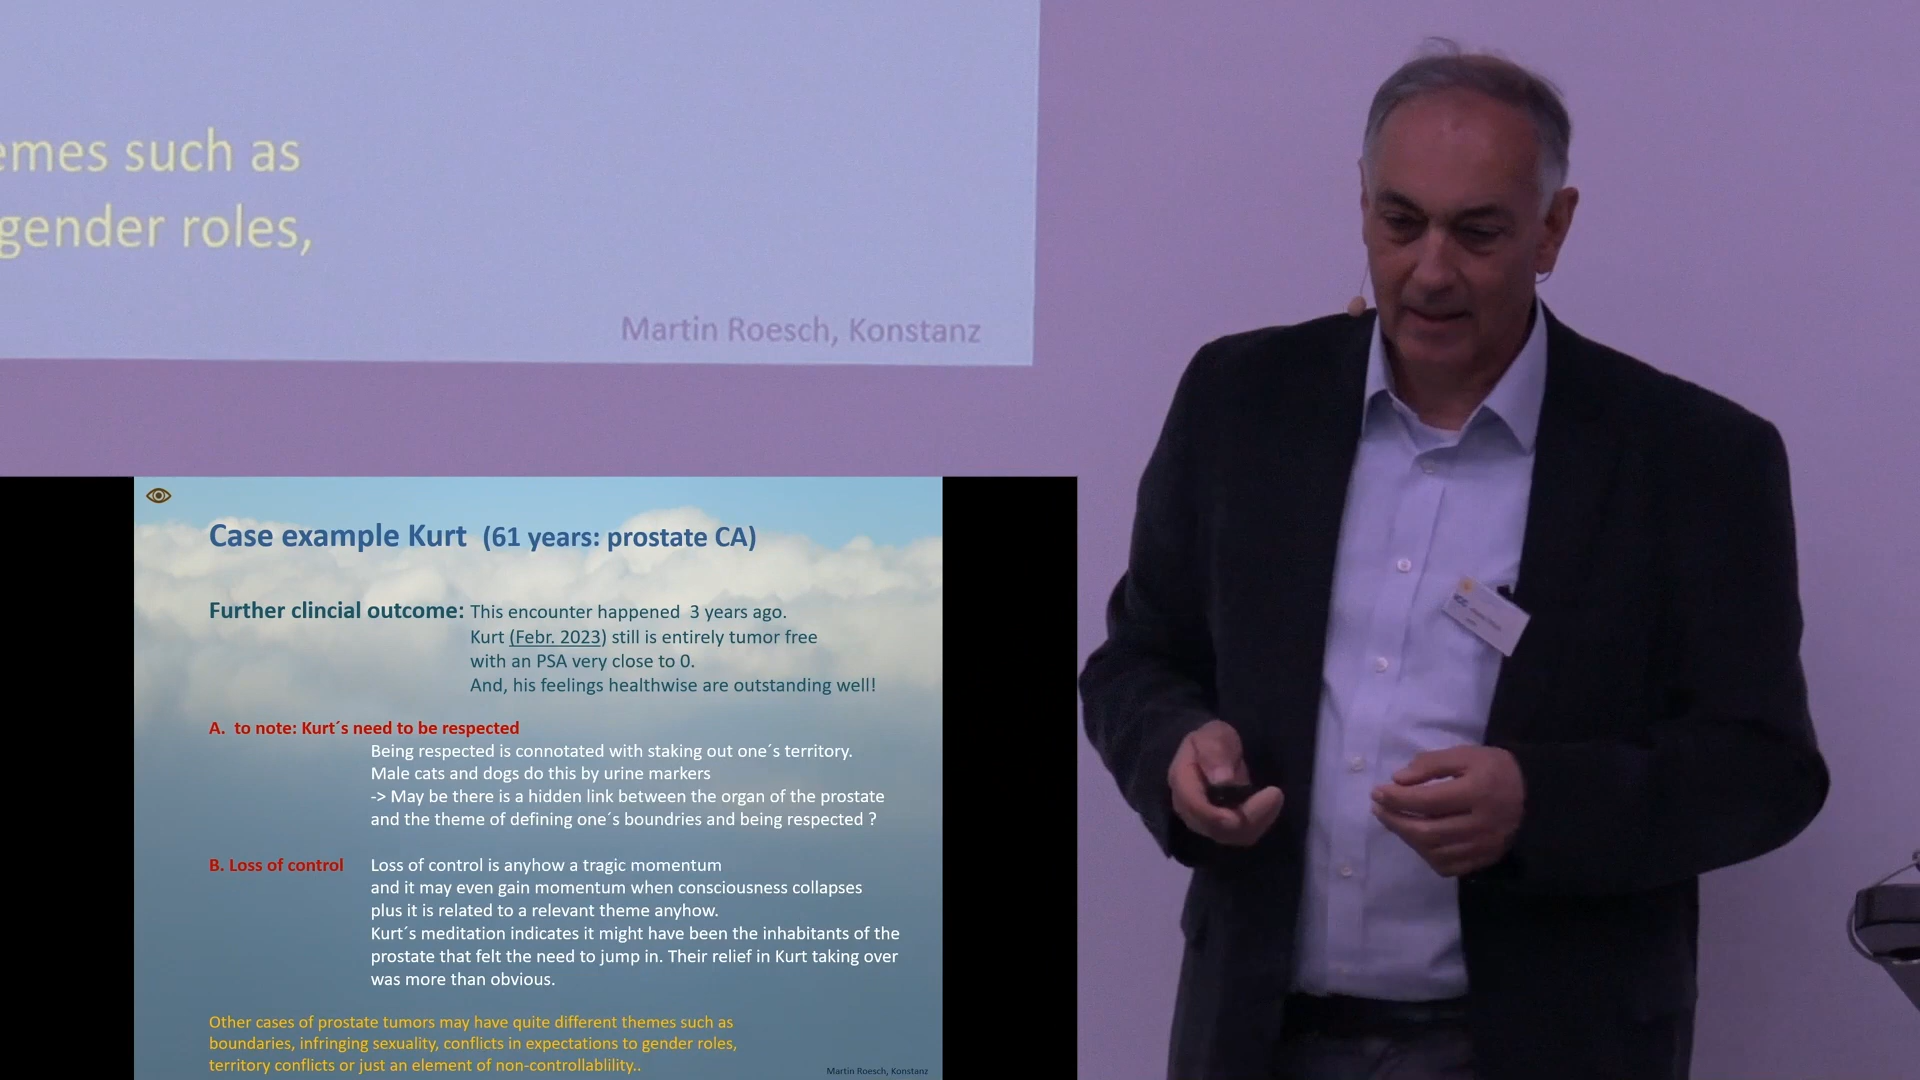 emes such as
gender roles,
Martin Roesch, Konstanz
Case example Kurt (61 years: prostate CA)
Further clincial outcome: This encounter happened 3 years ago.
Kurt (Febr. 2023) still is entirely tumor free
with an PSA very close to 0.
And, his feelings healthwise are outstanding well!
A. to note: Kurt´s need to be respected
Being respected is connotated with staking out one´s territory.
Male cats and dogs do this by urine markers
-> May be there is a hidden link between the organ of the prostate
and the theme of defining one´s boundries and being respected ?
B. Loss of control Loss of control is anyhow a tragic momentum
and it may even gain momentum when consciousness collapses
plus it is related to a relevant theme anyhow.
Kurt´s meditation indicates it might have been the inhabitants of the
prostate that felt the need to jump in. Their relief in Kurt taking over
was more than obvious.
Other cases of prostate tumors may have quite different themes such as
boundaries, infringing sexuality, conflicts in expectations to gender roles,
territory conflicts or just an element of non-controllablility..
Martin Roesch, Konstanz